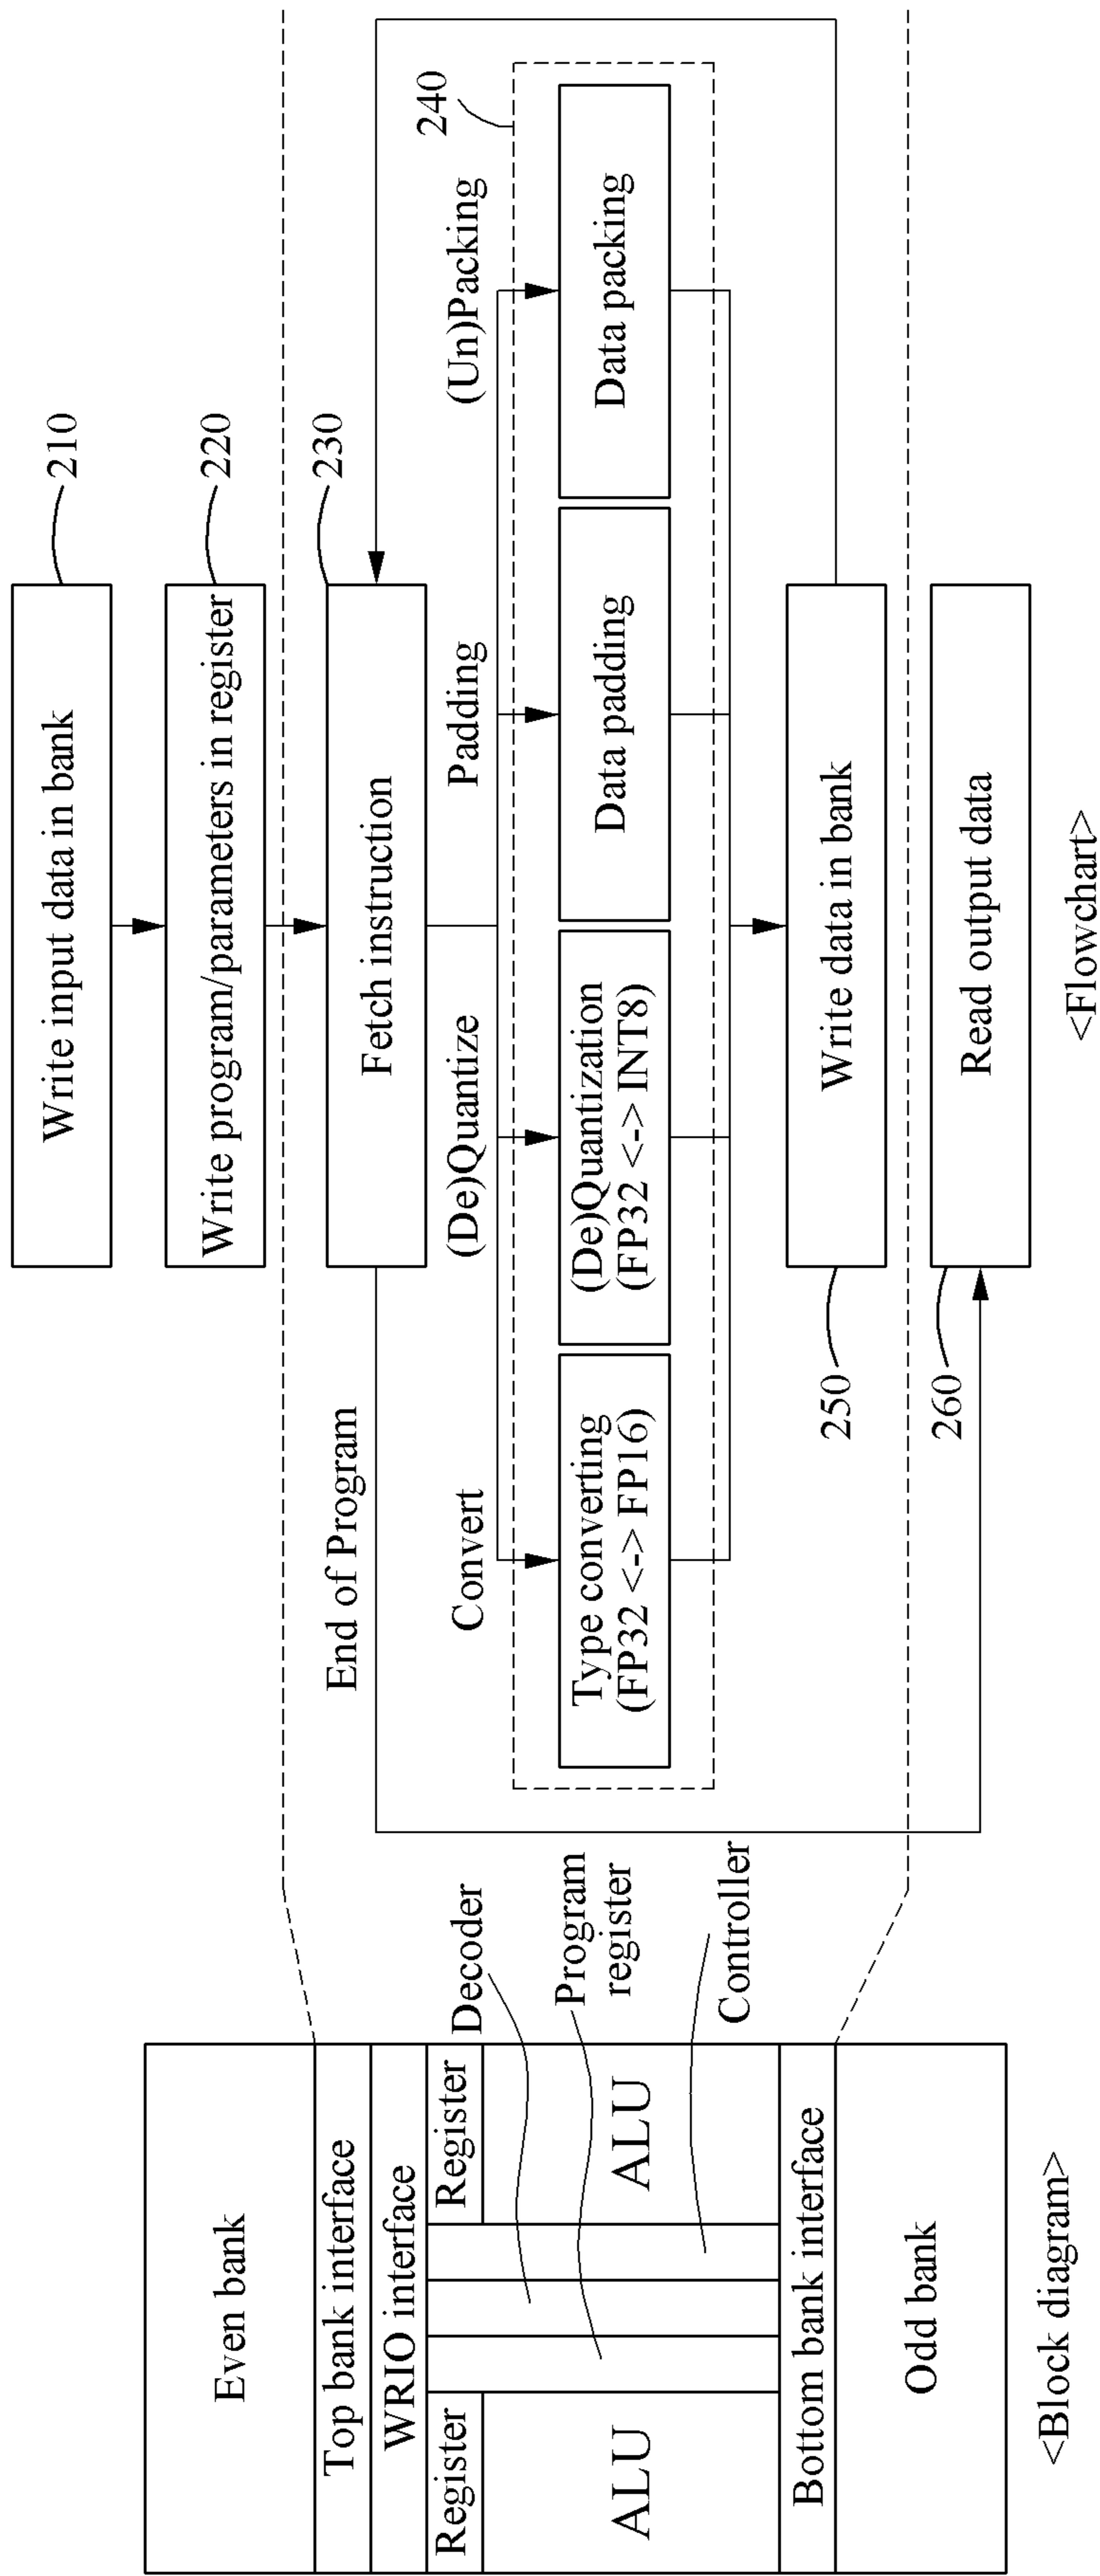 Even bank
Top bank interface
WRIO interface
Register
Register
ALU
ALU
Bottom bank interface
Odd bank
Decoder
Program
register
Controller
<Block diagram>
Write input data in bank
210
Write program/parameters in register
220
Fetch instruction
230
End of Program
Convert
(De)Quantize
Padding
(Un)Packing
240
Type converting
(FP32 <-> FP16)
(De)Quantization
(FP32 <-> INT8)
Data padding
Data packing
Write data in bank
250
Read output data
260
<Flowchart>